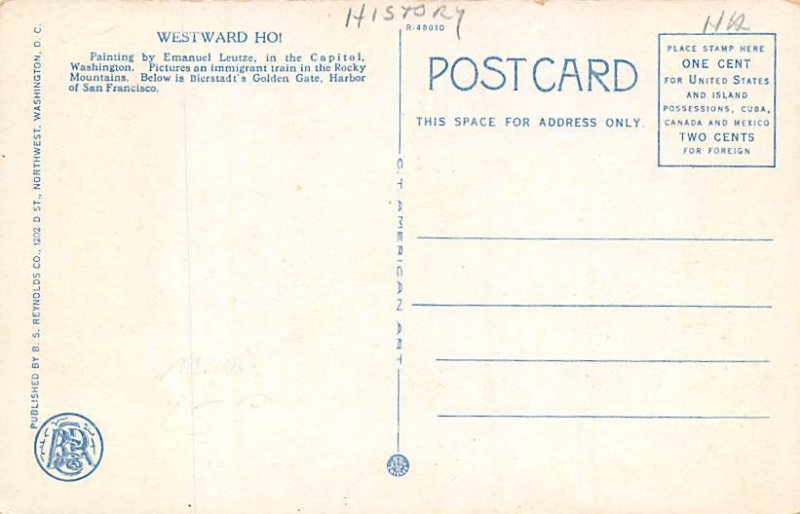 HISTORY
HR
WESTWARD HO!
Painting by Emanuel Leutze, in the Capitol,
Washington. Pictures an immigrant train in the Rocky
Mountains. Below is Bierstadt's Golden Gate, Harbor
of San Francisco.
PUBLISHED BY B. S. REYNOLDS CO., 1202 D ST., NORTHWEST, WASHINGTON, D. C.
R-48010
C.T. AMERICAN ART
POSTCARD
THIS SPACE FOR ADDRESS ONLY.
PLACE STAMP HERE
ONE CENT
FOR UNITED STATES
AND ISLAND
POSSESSIONS, CUBA,
CANADA AND MEXICO
TWO CENTS
FOR FOREIGN